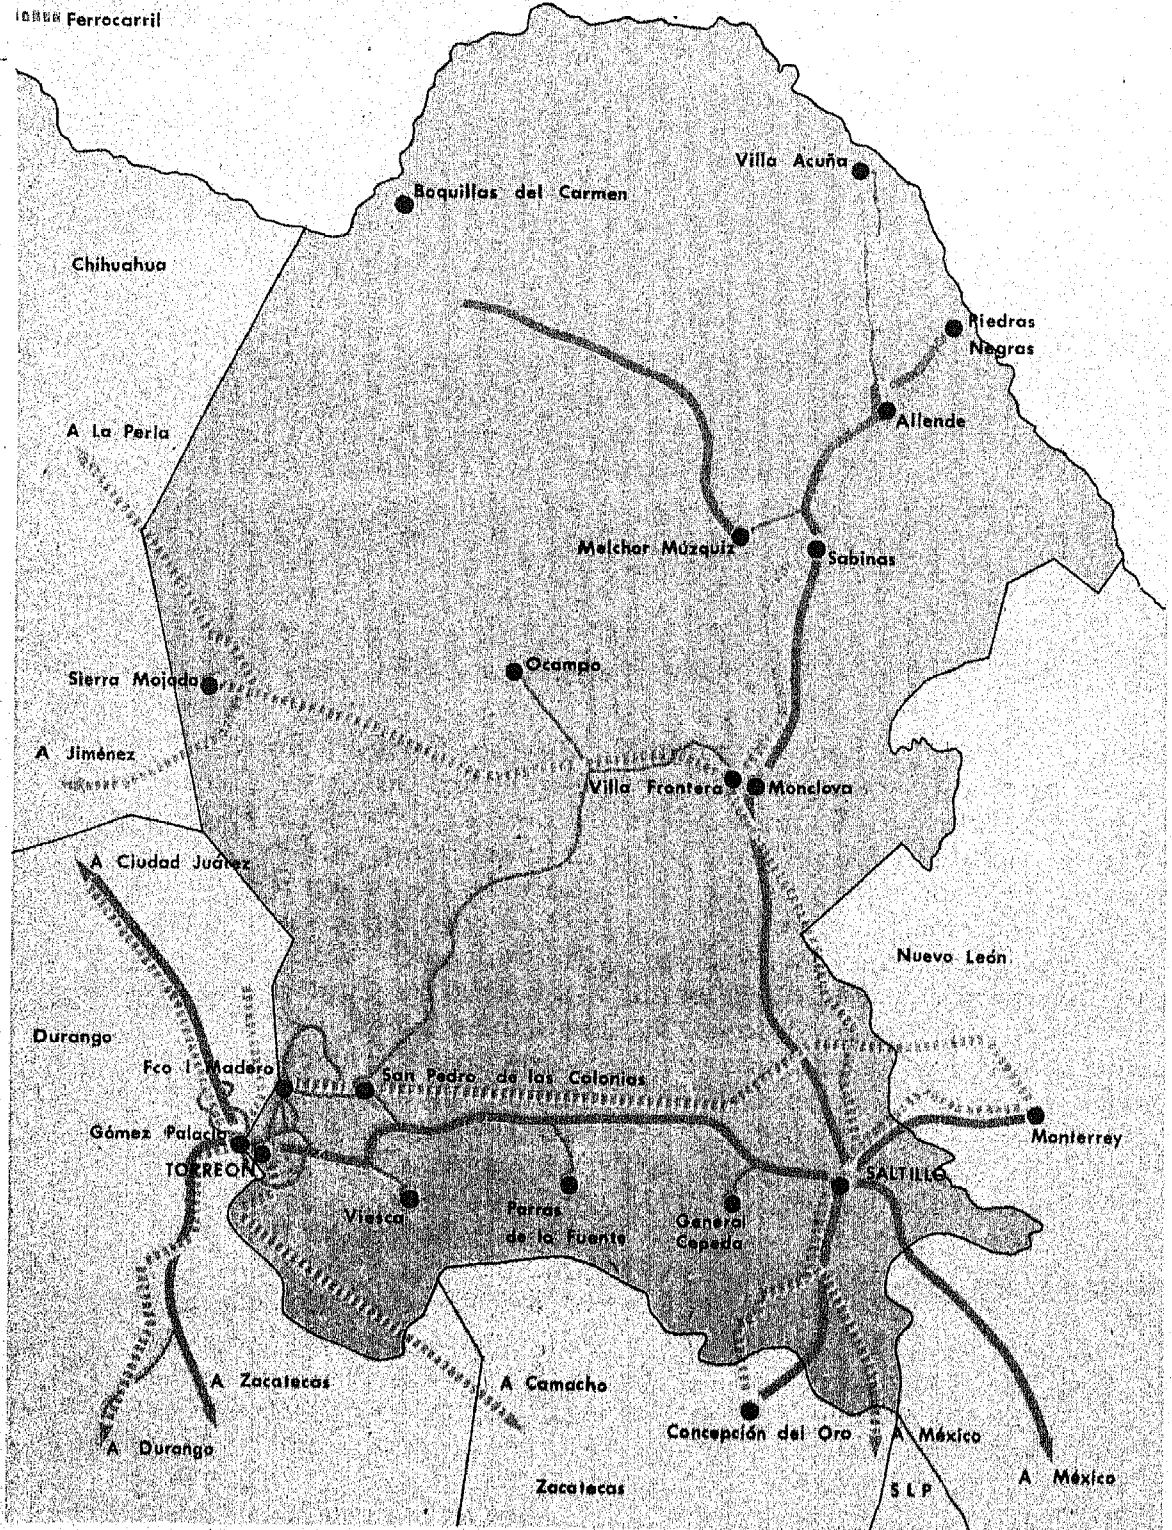 Ferrocarril
Villa Acuña
Boquillas del Carmen
Chihuahua
Piedras
Negras
Allende
A La Perla
Melchor Múzquiz
Sabinas
Ocampo
Sierra Mojada
A Jiménez
Villa Frontera
Monclova
A Ciudad Juárez
Nuevo León
Durango
Fco I Madero
San Pedro de las Colonias
Gómez Palacio
Monterrey
TORREON
SALTILLO
Viesca
Parras
de la Fuente
General
Cepeda
A Zacatecas
A Camacho
Concepción del Oro
A México
A Durango
A México
Zacatecas
S L P